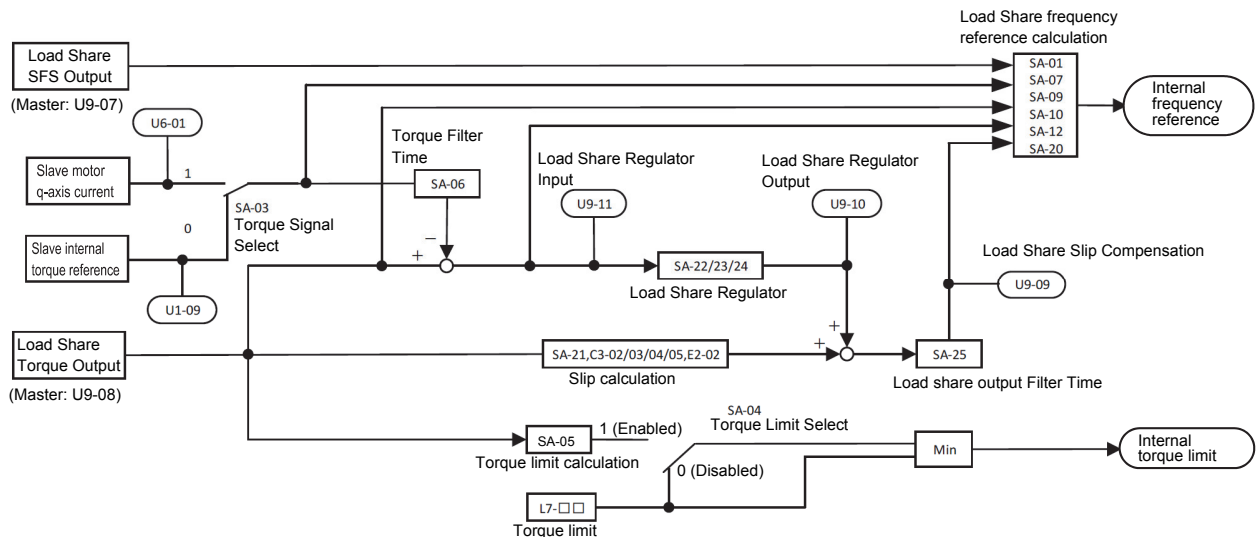 Load Share frequency
reference calculation
Load Share
SFS Output
(Master: U9-07)
SA-01
SA-07
SA-09
SA-10
SA-12
SA-20
Internal
frequency
reference
U6-01
Torque Filter
Time
Load Share Regulator
Input
Load Share Regulator
Output
Slave motor
q-axis current
1
SA-06
U9-11
U9-10
SA-03
Torque Signal
Select
0
Slave internal
torque reference
−
+
SA-22/23/24
Load Share Regulator
Load Share Slip Compensation
U9-09
U1-09
Load Share
Torque Output
(Master: U9-08)
SA-21,C3-02/03/04/05,E2-02
Slip calculation
+
+
SA-25
Load share output Filter Time
SA-04
Torque Limit Select
SA-05
1 (Enabled)
Torque limit calculation
0 (Disabled)
Min
Internal
torque limit
L7-□□
Torque limit